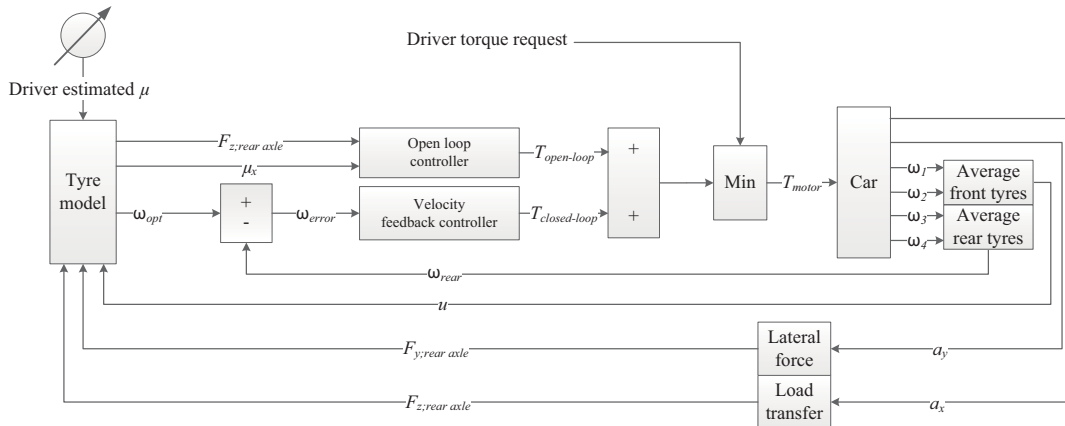 Driver torque request
Driver estimated μ
F_z;rear axle
μ_x
Open loop
controller
T_open-loop
+
+
Tyre
model
ω_opt
+
-
ω_error
Velocity
feedback controller
T_closed-loop
Min
T_motor
Car
ω_1
ω_2
ω_3
ω_4
Average
front tyres
Average
rear tyres
ω_rear
u
F_y;rear axle
Lateral
force
a_y
F_z;rear axle
Load
transfer
a_x